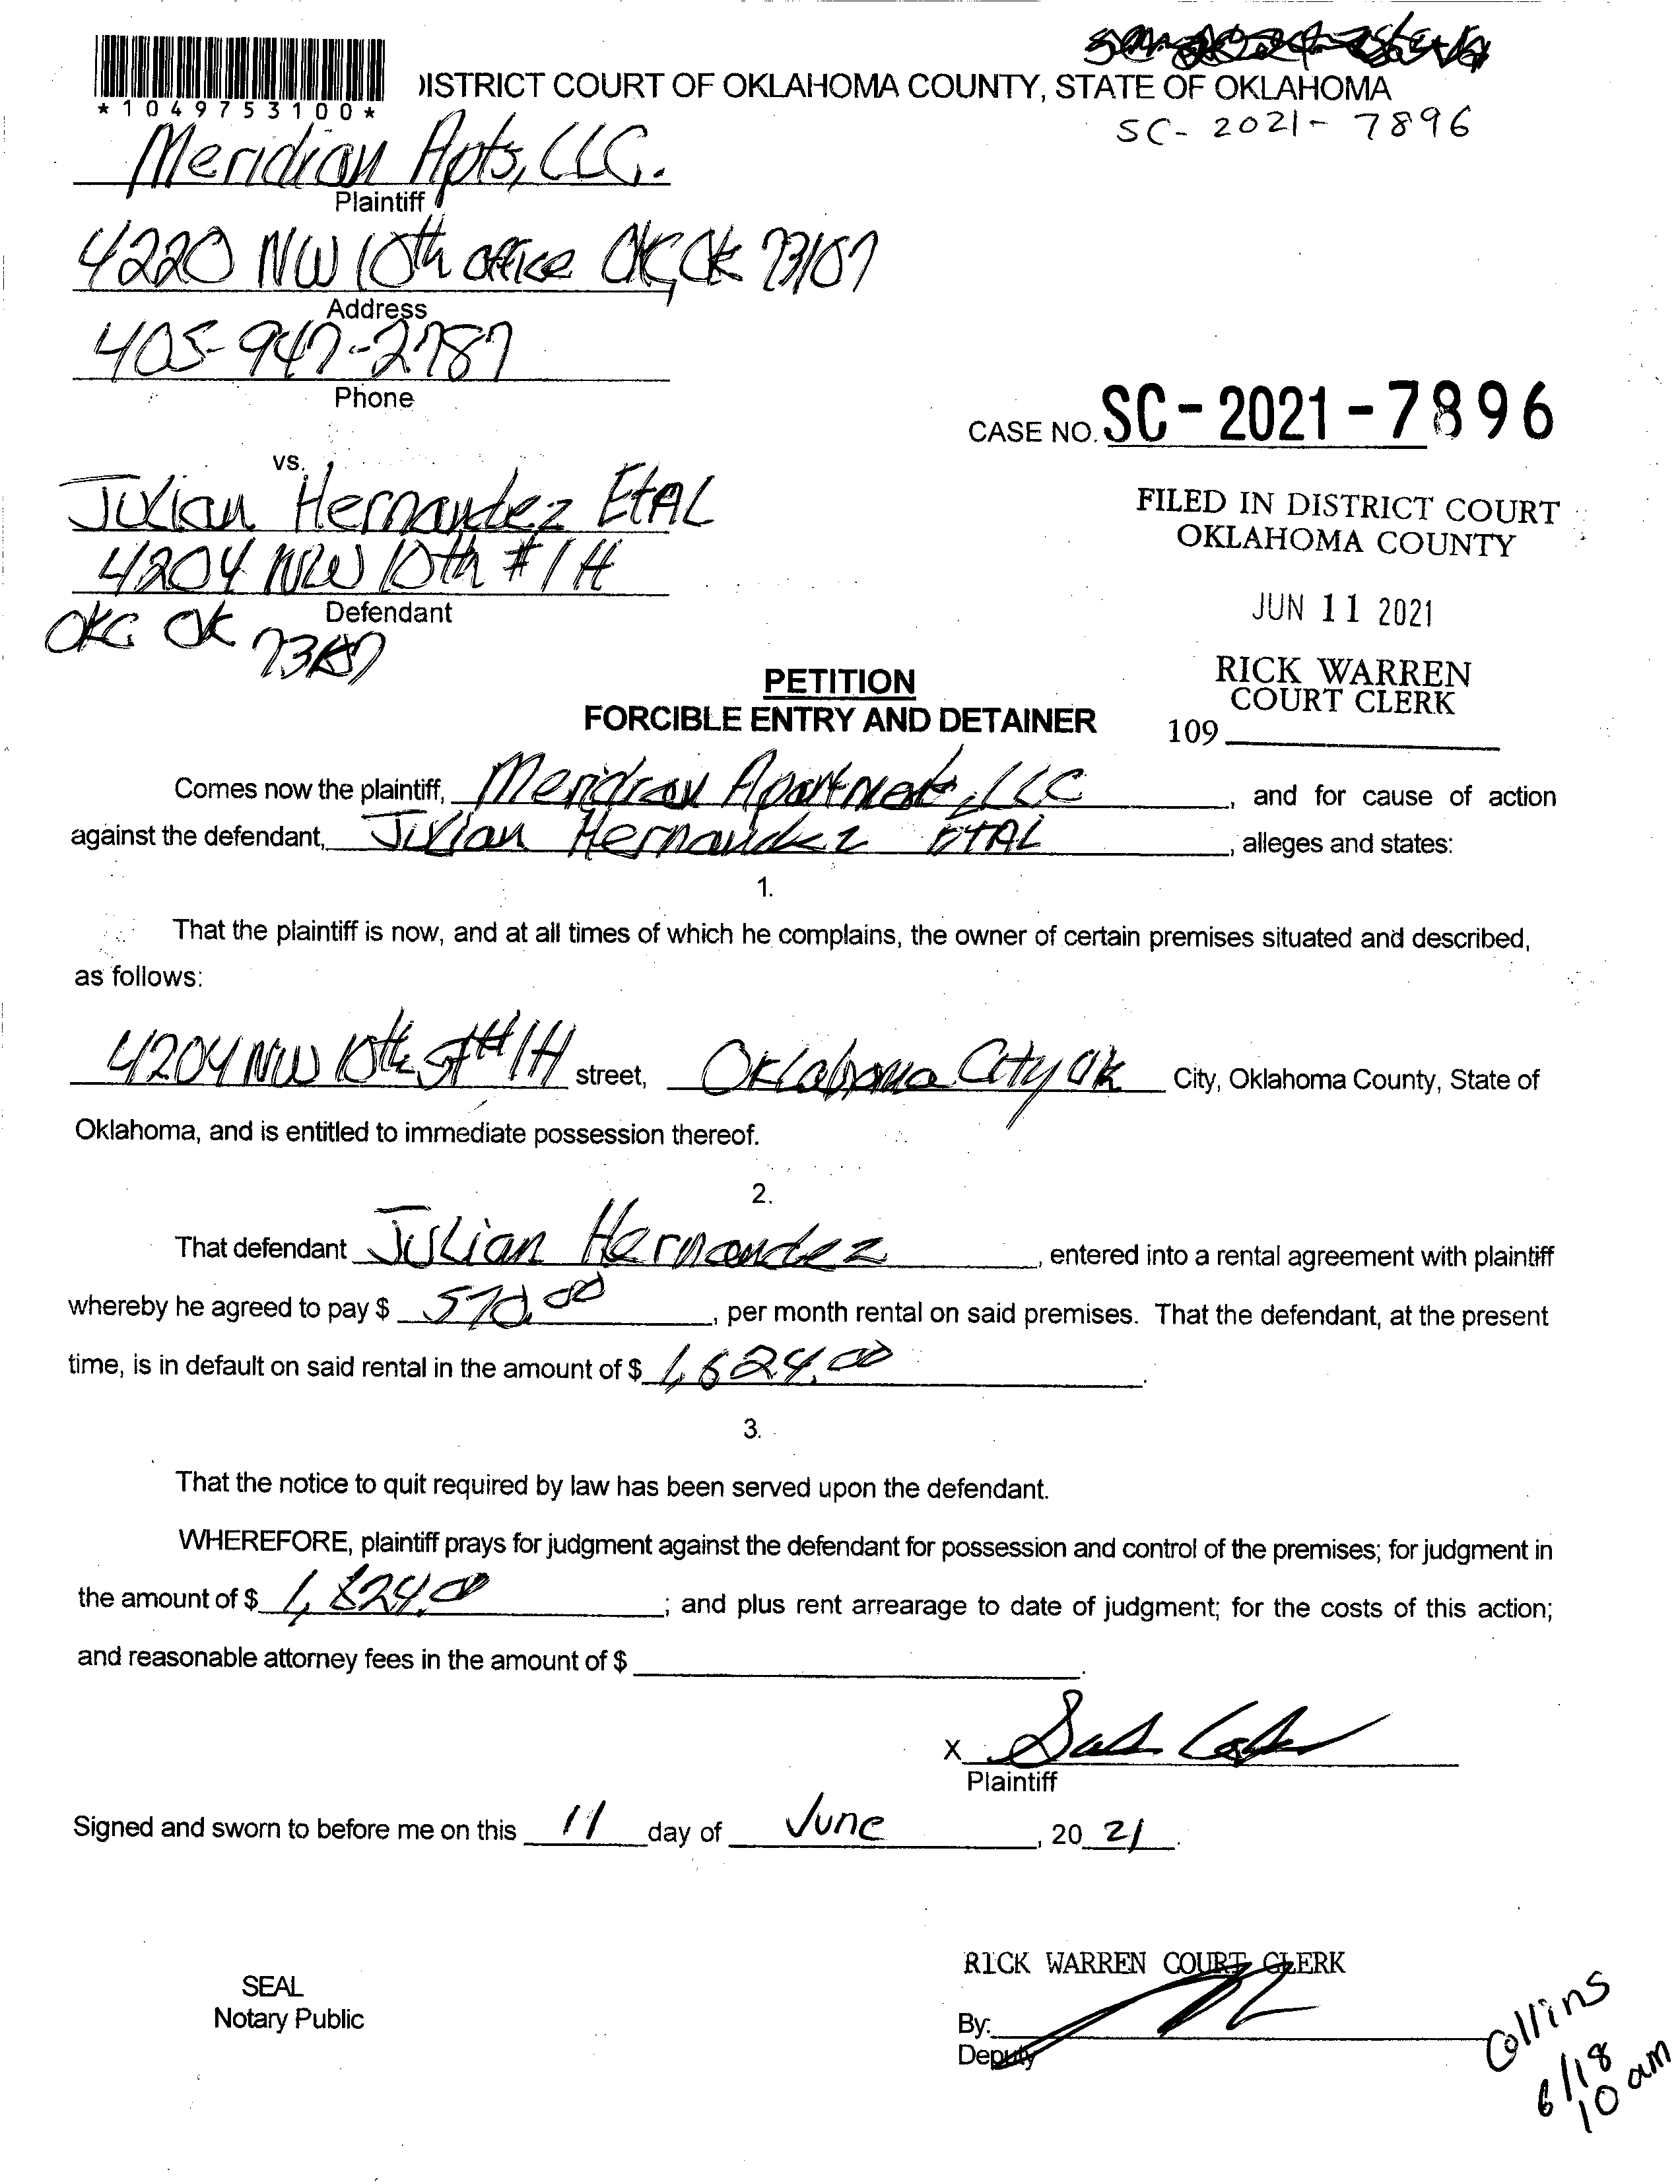 *1049753100*
DISTRICT COURT OF OKLAHOMA COUNTY, STATE OF OKLAHOMA
SC-2021-7896
Meridian Apts, LLC.
Plaintiff
4220 NW 10th office OKC, Ok 73107
Address
405-947-2787
Phone
CASE NO. SC-2021-7896
vs.
Julian Hernandez EtAL
4204 NW 10th #1H
Defendant
OKC OK 73107
FILED IN DISTRICT COURT
OKLAHOMA COUNTY
JUN 11 2021
RICK WARREN
COURT CLERK
109
PETITION
FORCIBLE ENTRY AND DETAINER
Comes now the plaintiff, Meridian Apartments, LLC, and for cause of action
against the defendant, Julian Hernandez ETAL, alleges and states:
1.
That the plaintiff is now, and at all times of which he complains, the owner of certain premises situated and described,
as follows:
4204 NW 10th st #1H street, Oklahoma City Ok City, Oklahoma County, State of
Oklahoma, and is entitled to immediate possession thereof.
2.
That defendant Julian Hernandez, entered into a rental agreement with plaintiff
whereby he agreed to pay $ 570.00, per month rental on said premises. That the defendant, at the present
time, is in default on said rental in the amount of $
3.
That the notice to quit required by law has been served upon the defendant.
WHEREFORE, plaintiff prays for judgment against the defendant for possession and control of the premises; for judgment in
the amount of $ ; and plus rent arrearage to date of judgment; for the costs of this action;
and reasonable attorney fees in the amount of $
X
Plaintiff
Signed and sworn to before me on this 11 day of June, 2021.
SEAL
Notary Public
RICK WARREN COURT CLERK
By:
Deputy
Collins
6/18
10 am